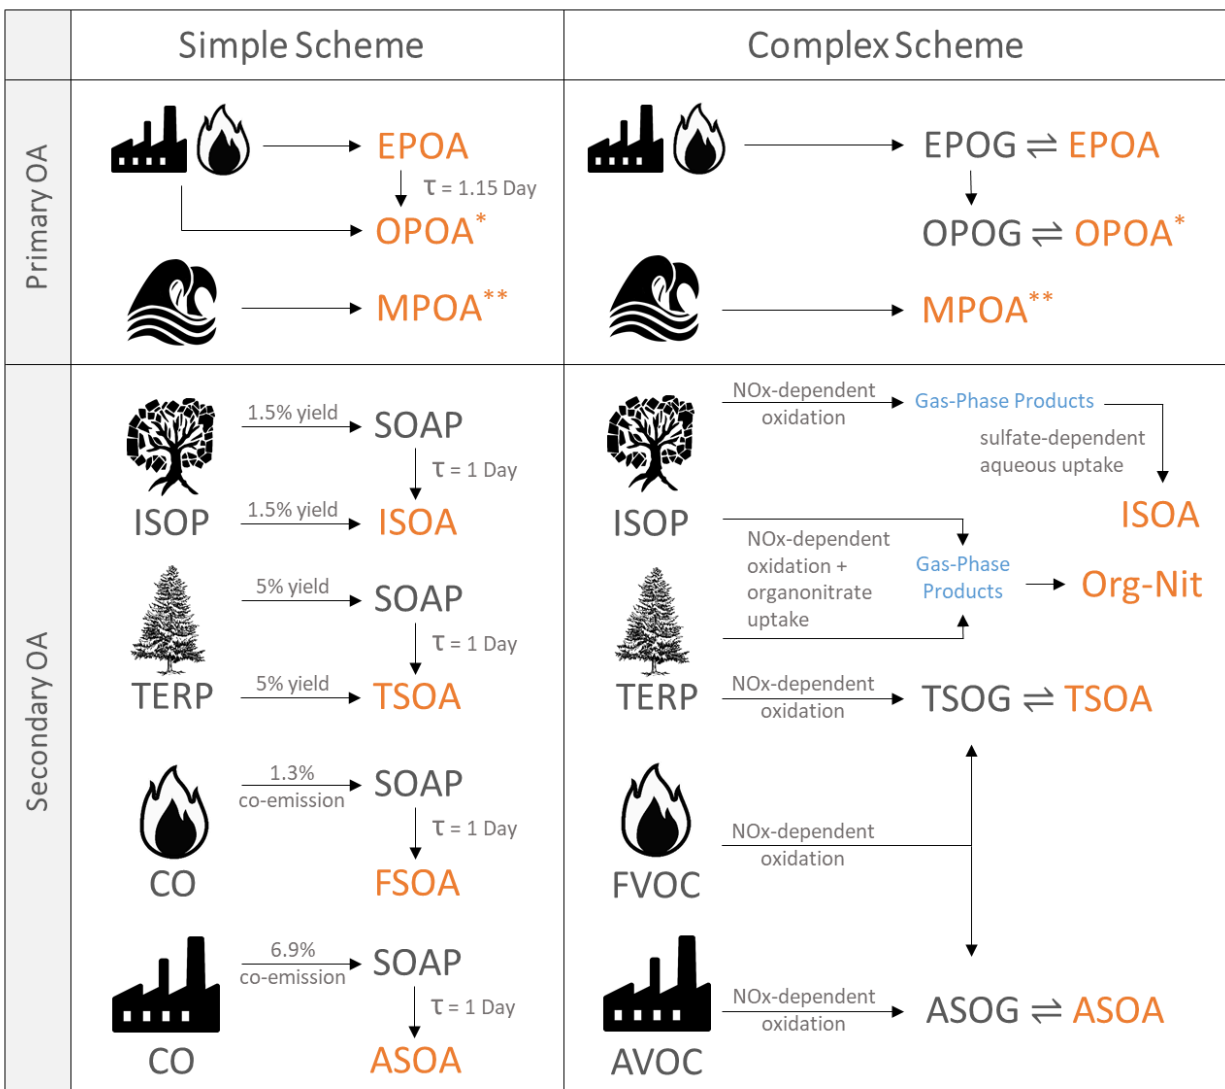 Simple Scheme
Complex Scheme
Primary OA
EPOA
τ = 1.15 Day
OPOA*
MPOA**
EPOG ⇌ EPOA
OPOG ⇌ OPOA*
MPOA**
Secondary OA
1.5% yield
SOAP
τ = 1 Day
ISOP
1.5% yield
ISOA
5% yield
SOAP
τ = 1 Day
TERP
5% yield
TSOA
1.3%
co-emission
SOAP
τ = 1 Day
CO
FSOA
6.9%
co-emission
SOAP
τ = 1 Day
CO
ASOA
NOx-dependent
oxidation
Gas-Phase Products
sulfate-dependent
aqueous uptake
ISOP
ISOA
NOx-dependent
oxidation +
organonitrate
uptake
Gas-Phase
Products
Org-Nit
TERP
NOx-dependent
oxidation
TSOG ⇌ TSOA
NOx-dependent
oxidation
FVOC
NOx-dependent
oxidation
ASOG ⇌ ASOA
AVOC